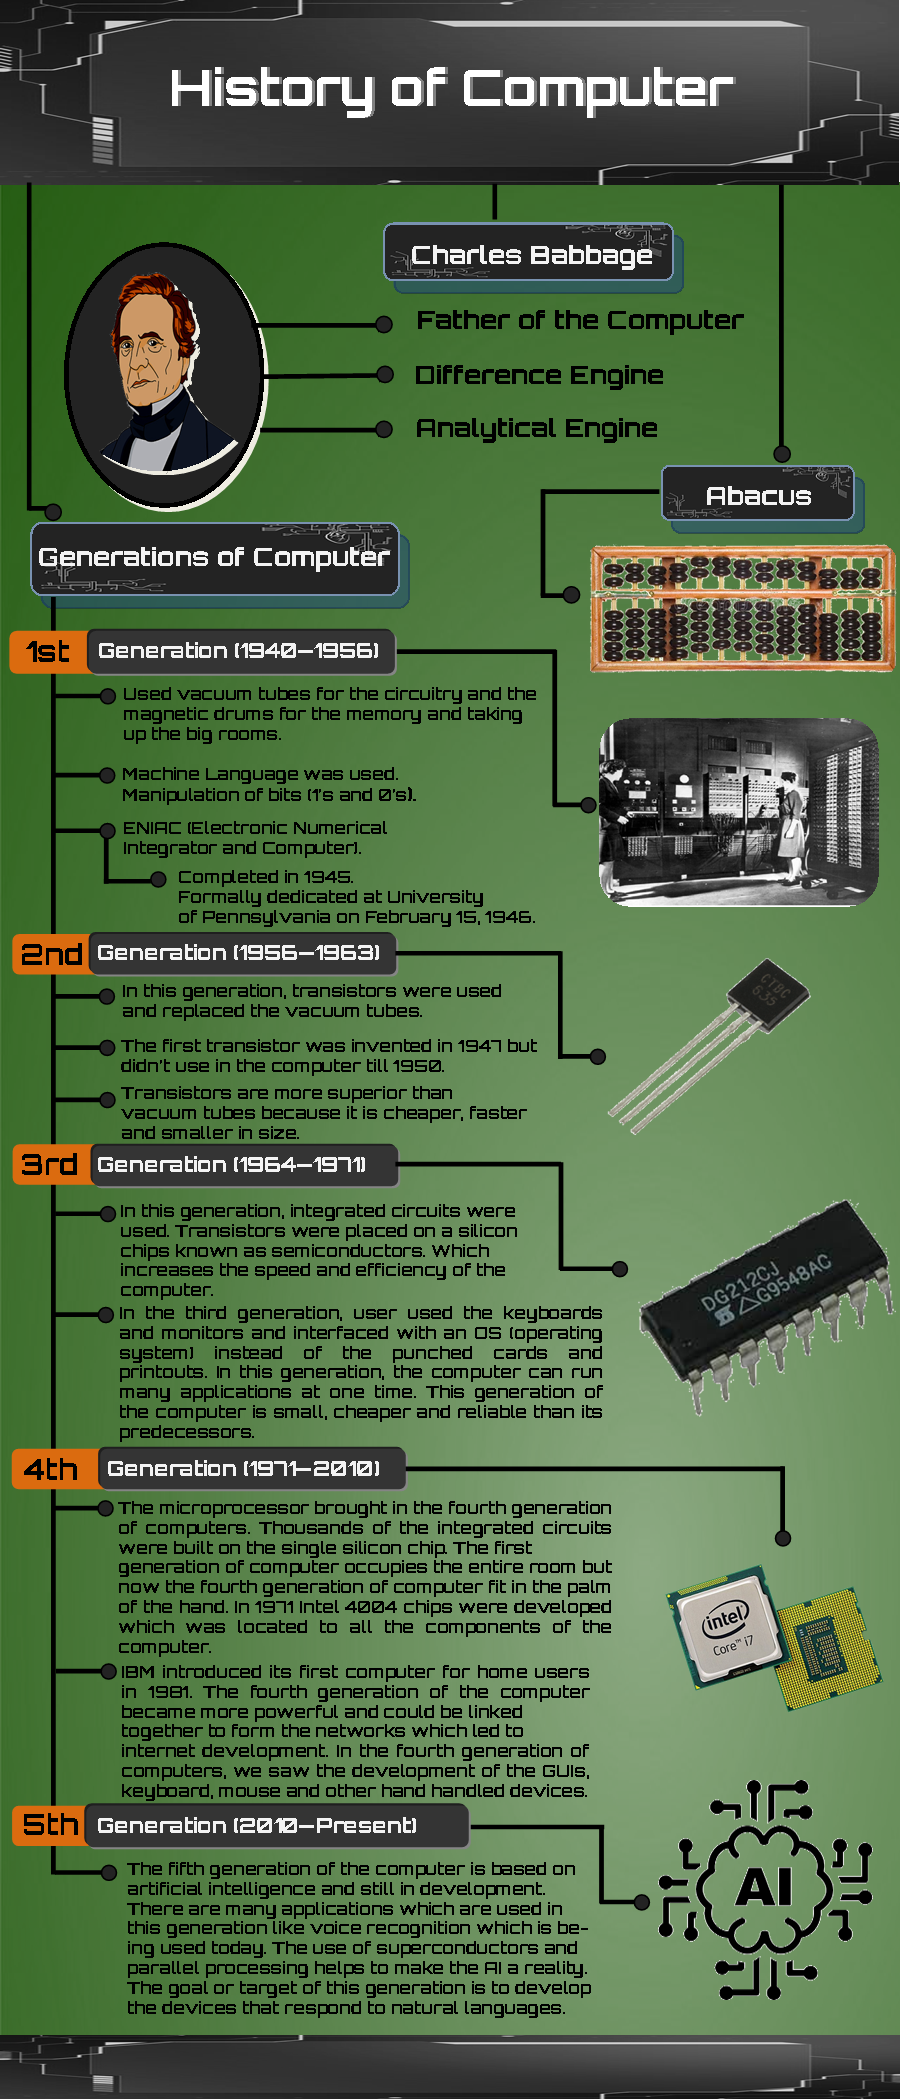 History of Computer
Charles Babbage
Father of the Computer
Difference Engine
Analytical Engine
Abacus
Generations of Computer
1st Generation (1940–1956)
Used vacuum tubes for the circuitry and the
magnetic drums for the memory and taking
up the big rooms.
Machine Language was used.
Manipulation of bits (1's and 0's).
ENIAC (Electronic Numerical
Integrator and Computer).
Completed in 1945.
Formally dedicated at University
of Pennsylvania on February 15, 1946.
2nd Generation (1956–1963)
In this generation, transistors were used
and replaced the vacuum tubes.
The first transistor was invented in 1947 but
didn't use in the computer till 1950.
Transistors are more superior than
vacuum tubes because it is cheaper, faster
and smaller in size.
CTBC
635
3rd Generation (1964–1971)
In this generation, integrated circuits were
used. Transistors were placed on a silicon
chips known as semiconductors. Which
increases the speed and efficiency of the
computer.
In the third generation, user used the keyboards
and monitors and interfaced with an OS (operating
system) instead of the punched cards and
printouts. In this generation, the computer can run
many applications at one time. This generation of
the computer is small, cheaper and reliable than its
predecessors.
DG212CJ
G9548AC
4th Generation (1971–2010)
The microprocessor brought in the fourth generation
of computers. Thousands of the integrated circuits
were built on the single silicon chip. The first
generation of computer occupies the entire room but
now the fourth generation of computer fit in the palm
of the hand. In 1971 Intel 4004 chips were developed
which was located to all the components of the
computer.
IBM introduced its first computer for home users
in 1981. The fourth generation of the computer
became more powerful and could be linked
together to form the networks which led to
internet development. In the fourth generation of
computers, we saw the development of the GUIs,
keyboard, mouse and other hand handled devices.
intel
Core™ i7
5th Generation (2010–Present)
The fifth generation of the computer is based on
artificial intelligence and still in development.
There are many applications which are used in
this generation like voice recognition which is be-
ing used today. The use of superconductors and
parallel processing helps to make the AI a reality.
The goal or target of this generation is to develop
the devices that respond to natural languages.
AI